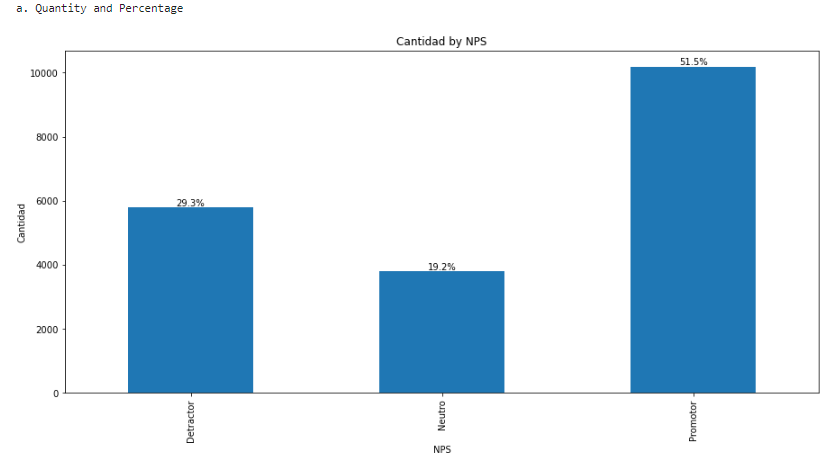 a. Quantity and Percentage
Cantidad by NPS
10000
8000
6000
4000
2000
0
Cantidad
29.3%
19.2%
51.5%
Detractor
Neutro
Promotor
NPS